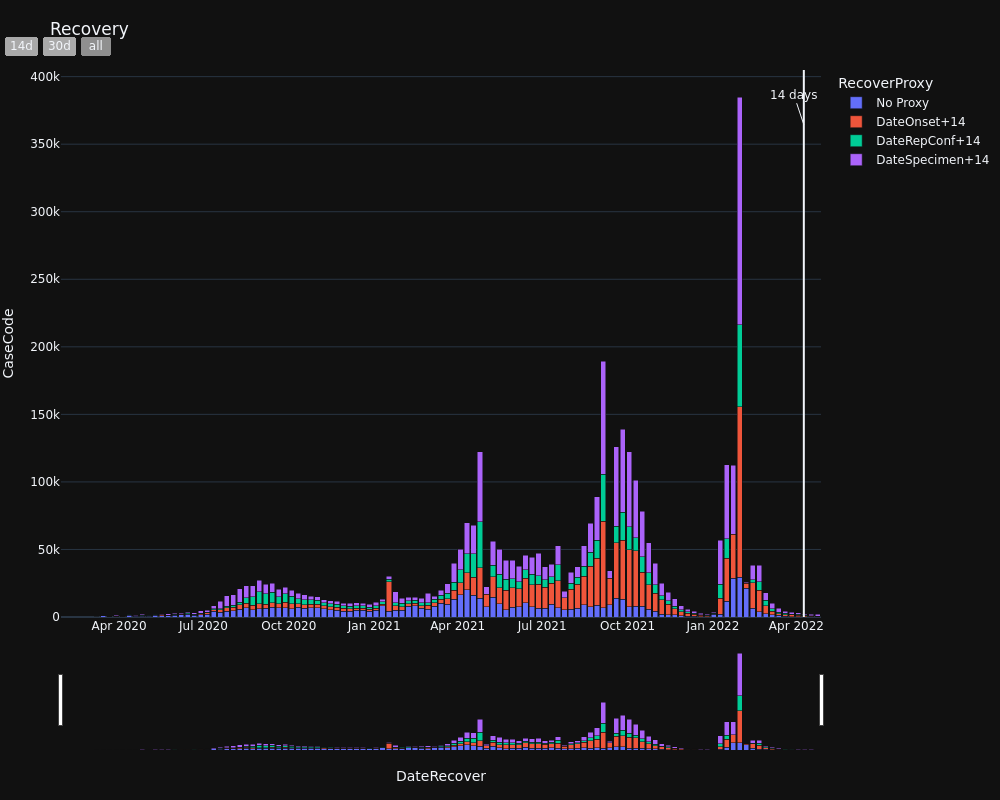 Recovery
14d 30d all
400k
350k
300k
250k
200k
150k
100k
50k
0
CaseCode
14 days
RecoverProxy
No Proxy
DateOnset+14
DateRepConf+14
DateSpecimen+14
Apr 2020 Jul 2020 Oct 2020 Jan 2021 Apr 2021 Jul 2021 Oct 2021 Jan 2022 Apr 2022
DateRecover